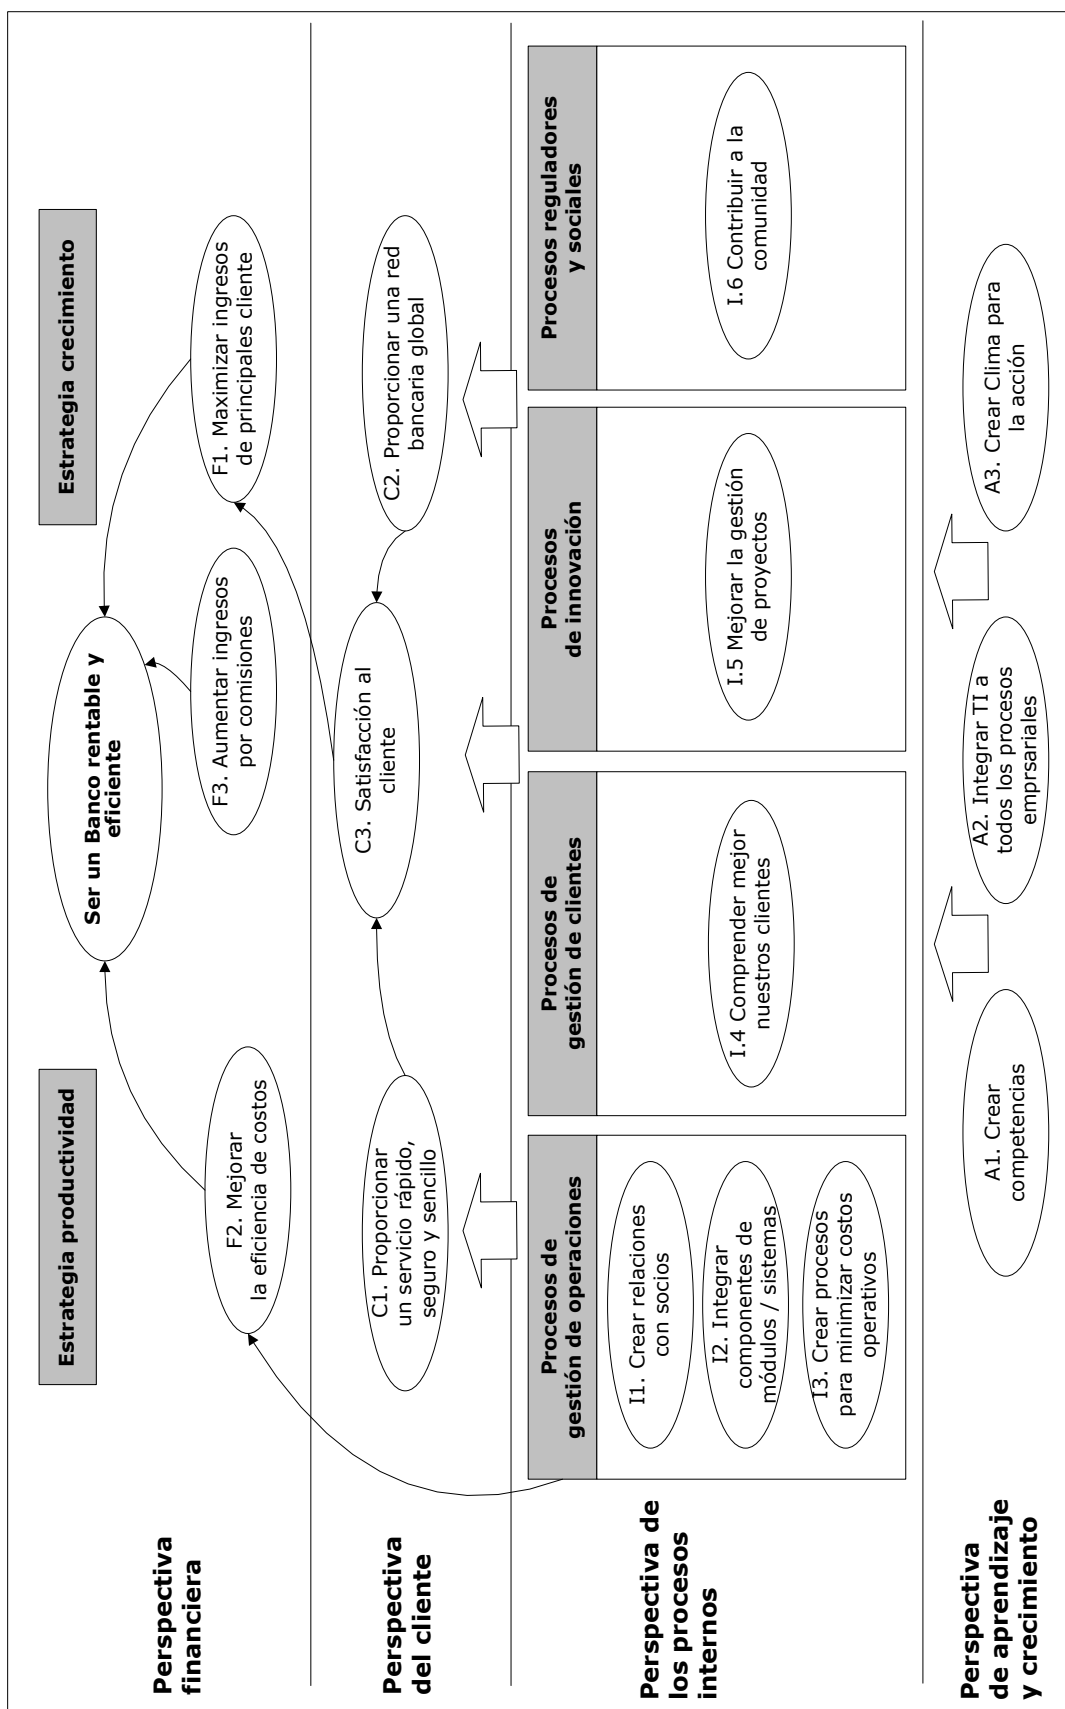 Estrategia productividad
Estrategia crecimiento
Perspectiva
financiera
Ser un Banco rentable y
eficiente
F2. Mejorar
la eficiencia de costos
F3. Aumentar ingresos
por comisiones
F1. Maximizar ingresos
de principales cliente
Perspectiva
del cliente
C1. Proporcionar
un servicio rápido,
seguro y sencillo
C3. Satisfacción al
cliente
C2. Proporcionar una red
bancaria global
Perspectiva de
los procesos
internos
Procesos de
gestión de operaciones
I1. Crear relaciones
con socios
I2. Integrar
componentes de
módulos / sistemas
I3. Crear procesos
para minimizar costos
operativos
Procesos de
gestión de clientes
I.4 Comprender mejor
nuestros clientes
Procesos
de innovación
I.5 Mejorar la gestión
de proyectos
Procesos reguladores
y sociales
I.6 Contribuir a la
comunidad
Perspectiva
de aprendizaje
y crecimiento
A1. Crear
competencias
A2. Integrar TI a
todos los procesos
emprsariales
A3. Crear Clima para
la acción